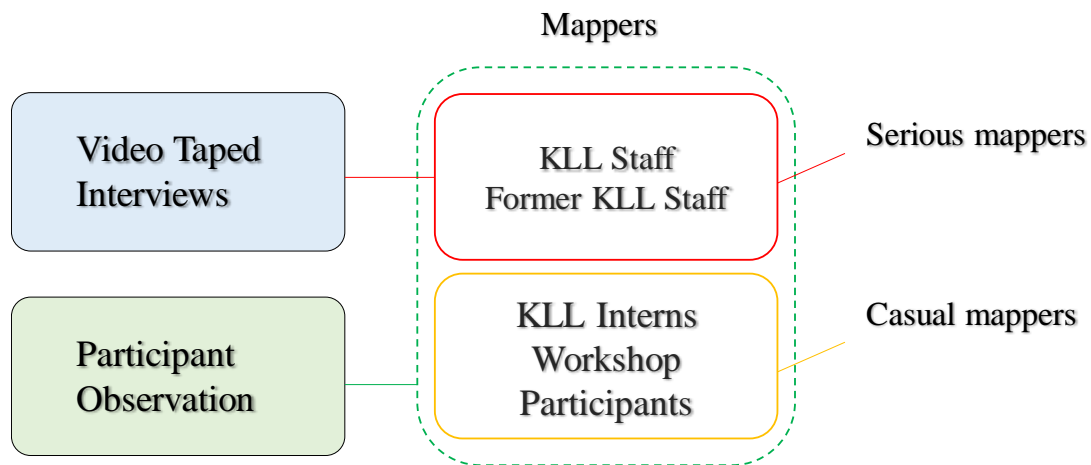 Mappers
Video Taped
Interviews
KLL Staff
Former KLL Staff
Serious mappers
Participant
Observation
KLL Interns
Workshop
Participants
Casual mappers